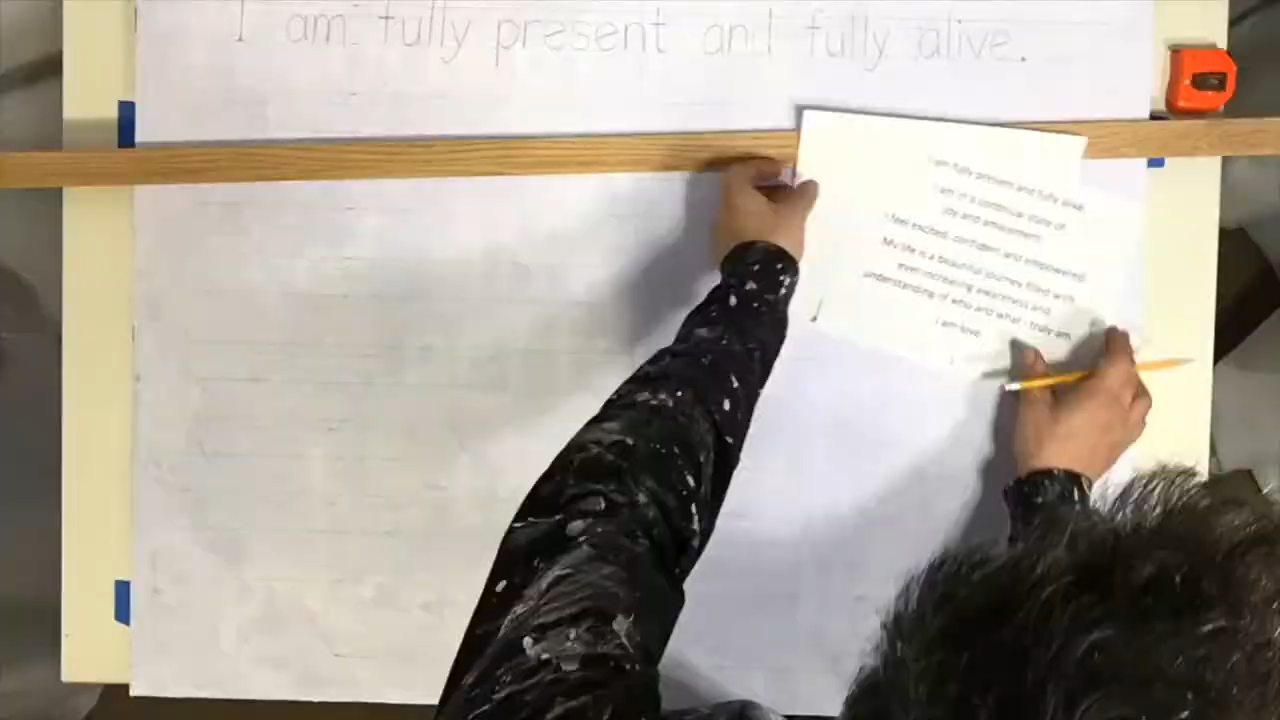 I am fully present and fully alive.
I am fully present and fully alive.
I am in a continual state of
joy and amazement.
I feel excited, confident and empowered.
My life is a beautiful journey filled with
ever increasing awareness and
understanding of who and what I truly am.
I am love.